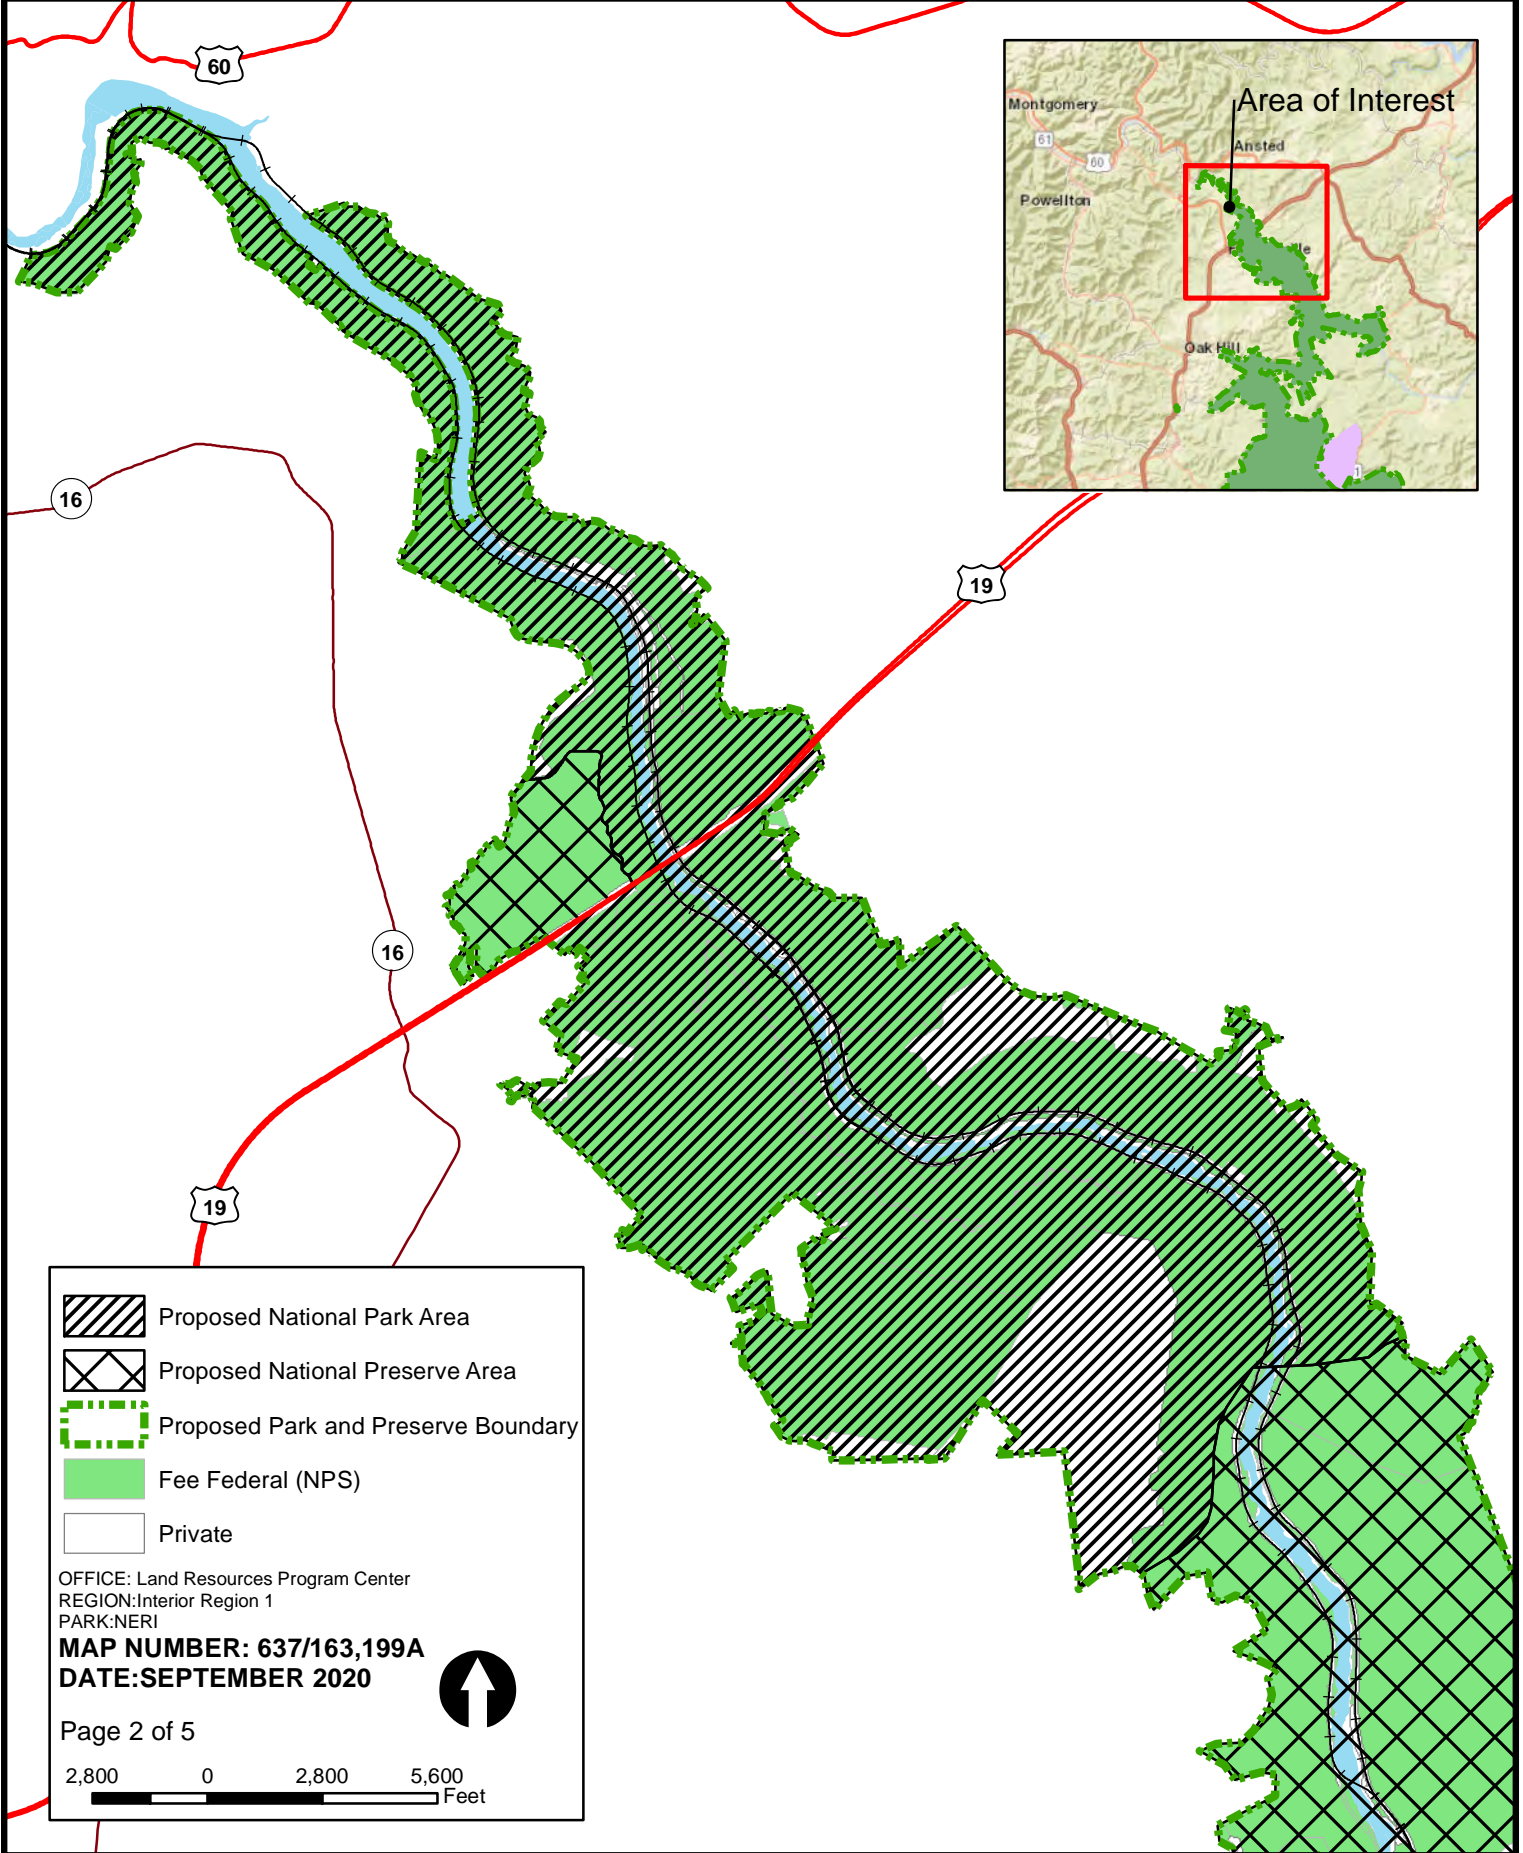 60
Montgomery
Area of Interest
61
60
Ansted
Powellton
lle
Oak Hill
1
16
19
16
19
Proposed National Park Area
Proposed National Preserve Area
Proposed Park and Preserve Boundary
Fee Federal (NPS)
Private
OFFICE: Land Resources Program Center
REGION:Interior Region 1
PARK:NERI
MAP NUMBER: 637/163,199A
DATE:SEPTEMBER 2020
Page 2 of 5
2,800 0 2,800 5,600
Feet